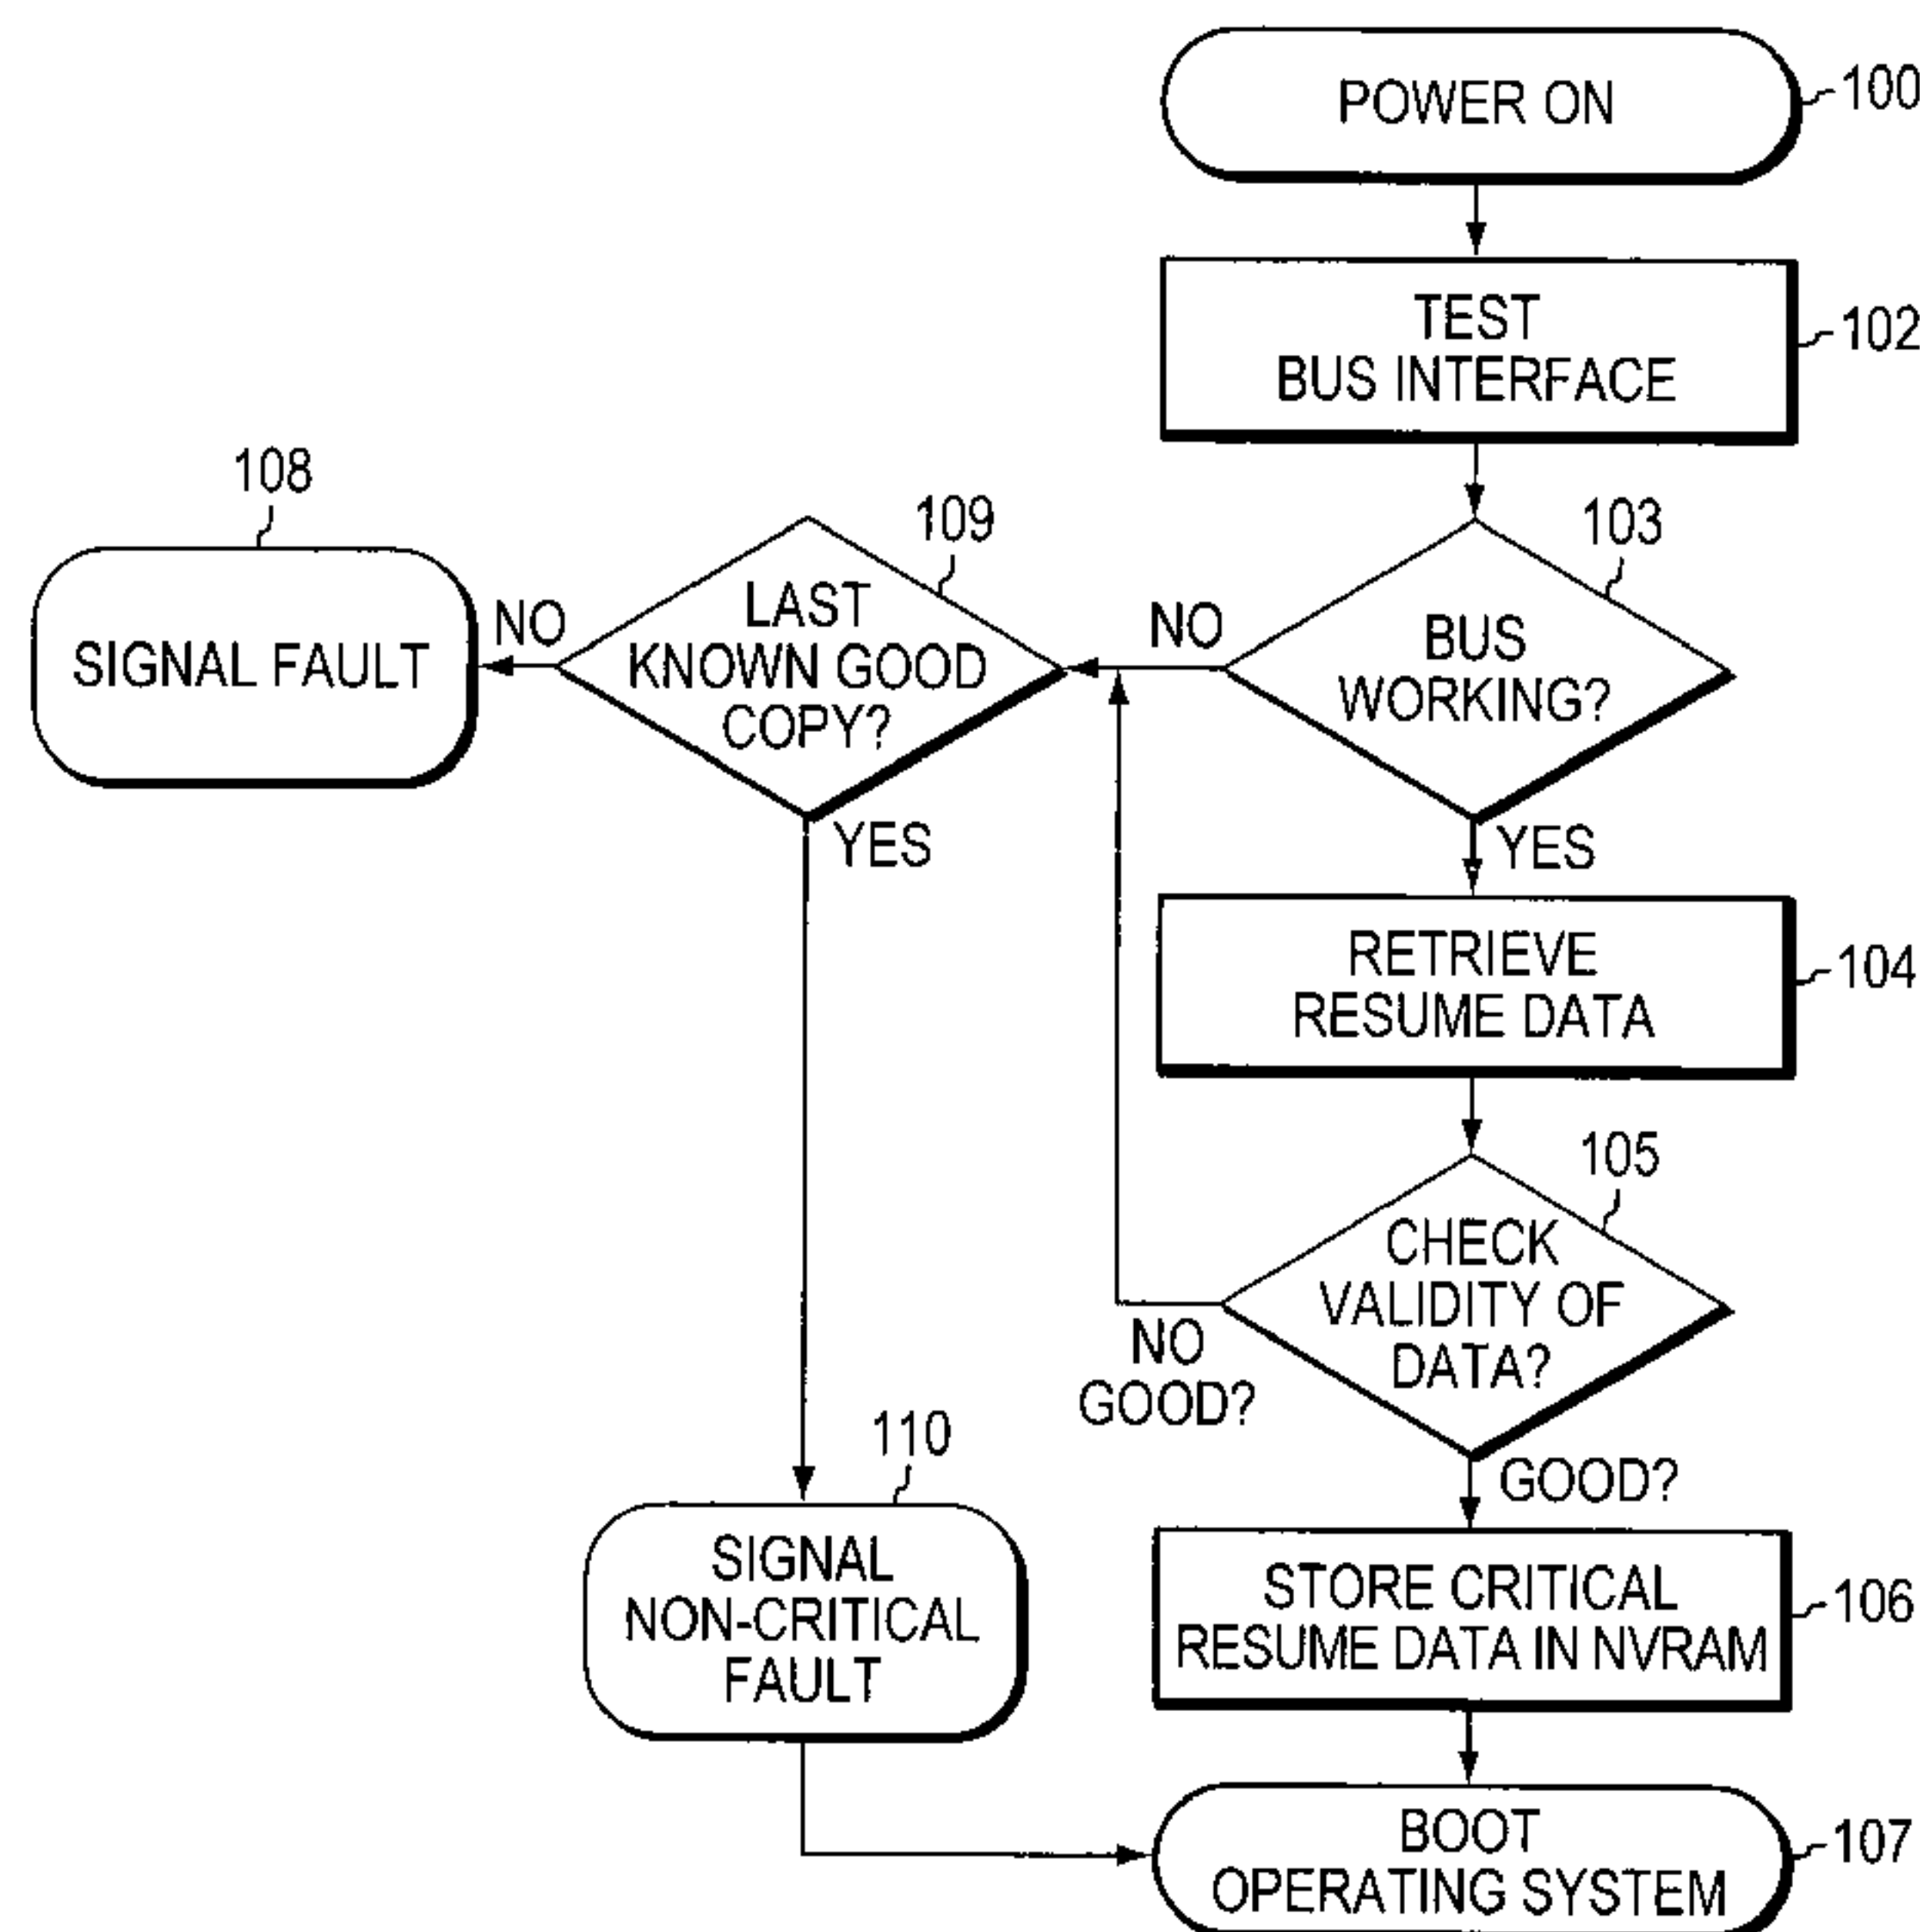 POWER ON
100
TEST
BUS INTERFACE
102
108
109
103
SIGNAL FAULT
NO
LAST
KNOWN GOOD
COPY?
NO
BUS
WORKING?
YES
YES
RETRIEVE
RESUME DATA
104
105
CHECK
VALIDITY OF
DATA?
NO
GOOD?
GOOD?
110
SIGNAL
NON-CRITICAL
FAULT
STORE CRITICAL
RESUME DATA IN NVRAM
106
BOOT
OPERATING SYSTEM
107